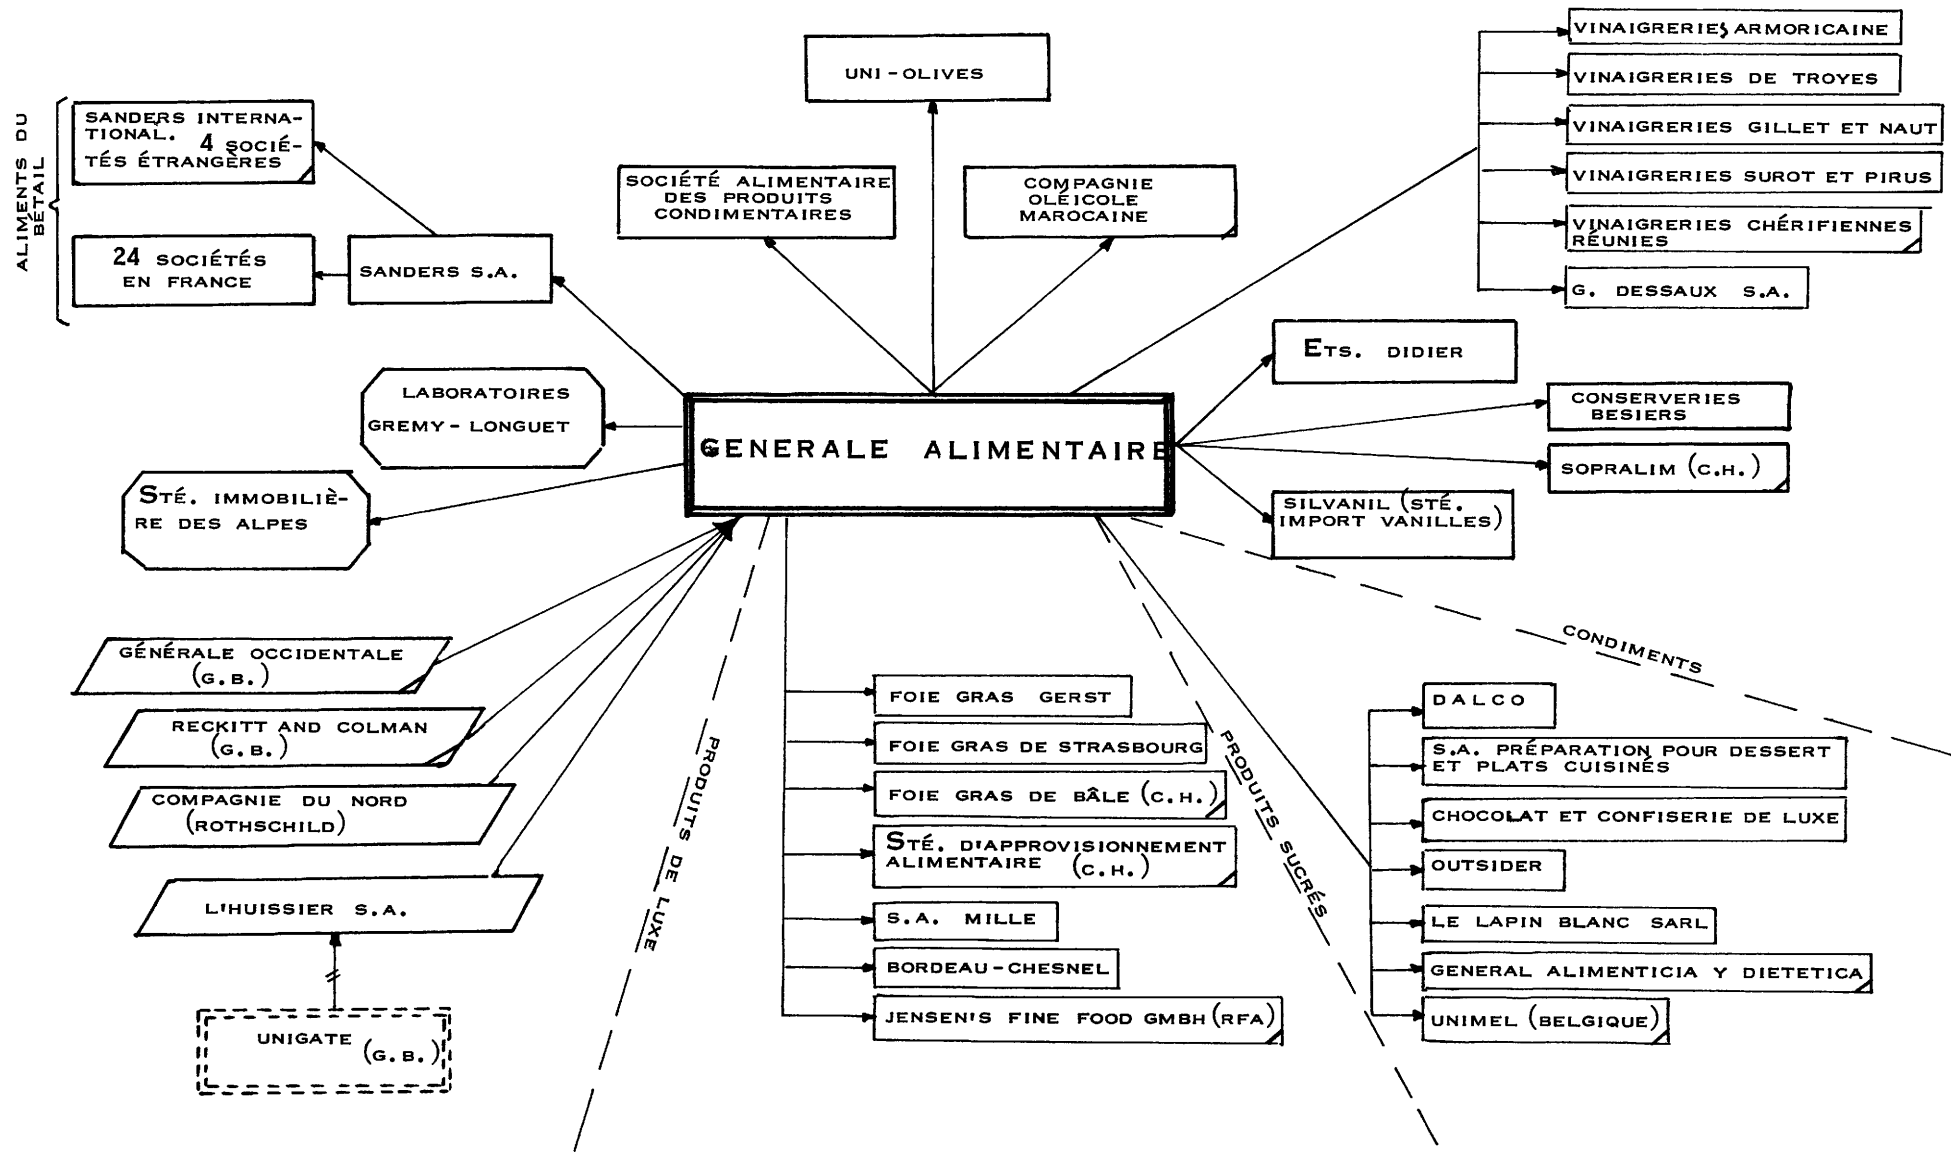 ALIMENTS DU
BÉTAIL
SANDERS INTERNA-
TIONAL. 4 SOCIÉ-
TÉS ÉTRANGÈRES
24 SOCIÉTÉS
EN FRANCE
SANDERS S.A.
UNI-OLIVES
SOCIÉTÉ ALIMENTAIRE
DES PRODUITS
CONDIMENTAIRES
COMPAGNIE
OLÉICOLE
MAROCAINE
VINAIGRERIES ARMORICAINE
VINAIGRERIES DE TROYES
VINAIGRERIES GILLET ET NAUT
VINAIGRERIES SUROT ET PIRUS
VINAIGRERIES CHÉRIFIENNES
RÉUNIES
G. DESSAUX S.A.
LABORATOIRES
GREMY-LONGUET
STÉ. IMMOBILIÈ-
RE DES ALPES
GENERALE ALIMENTAIRE
ETS. DIDIER
CONSERVERIES
BESIERS
SOPRALIM (C.H.)
SILVANIL (STÉ.
IMPORT VANILLES)
CONDIMENTS
GÉNÉRALE OCCIDENTALE
(G.B.)
RECKITT AND COLMAN
(G.B.)
COMPAGNIE DU NORD
(ROTHSCHILD)
L'HUISSIER S.A.
UNIGATE
(G.B.)
PRODUITS DE LUXE
FOIE GRAS GERST
FOIE GRAS DE STRASBOURG
FOIE GRAS DE BÂLE (C.H.)
STÉ. D'APPROVISIONNEMENT
ALIMENTAIRE (C.H.)
S.A. MILLE
BORDEAU-CHESNEL
JENSEN'S FINE FOOD GMBH (RFA)
PRODUITS SUCRÉS
DALCO
S.A. PRÉPARATION POUR DESSERT
ET PLATS CUISINÉS
CHOCOLAT ET CONFISERIE DE LUXE
OUTSIDER
LE LAPIN BLANC SARL
GENERAL ALIMENTICIA Y DIETETICA
UNIMEL (BELGIQUE)